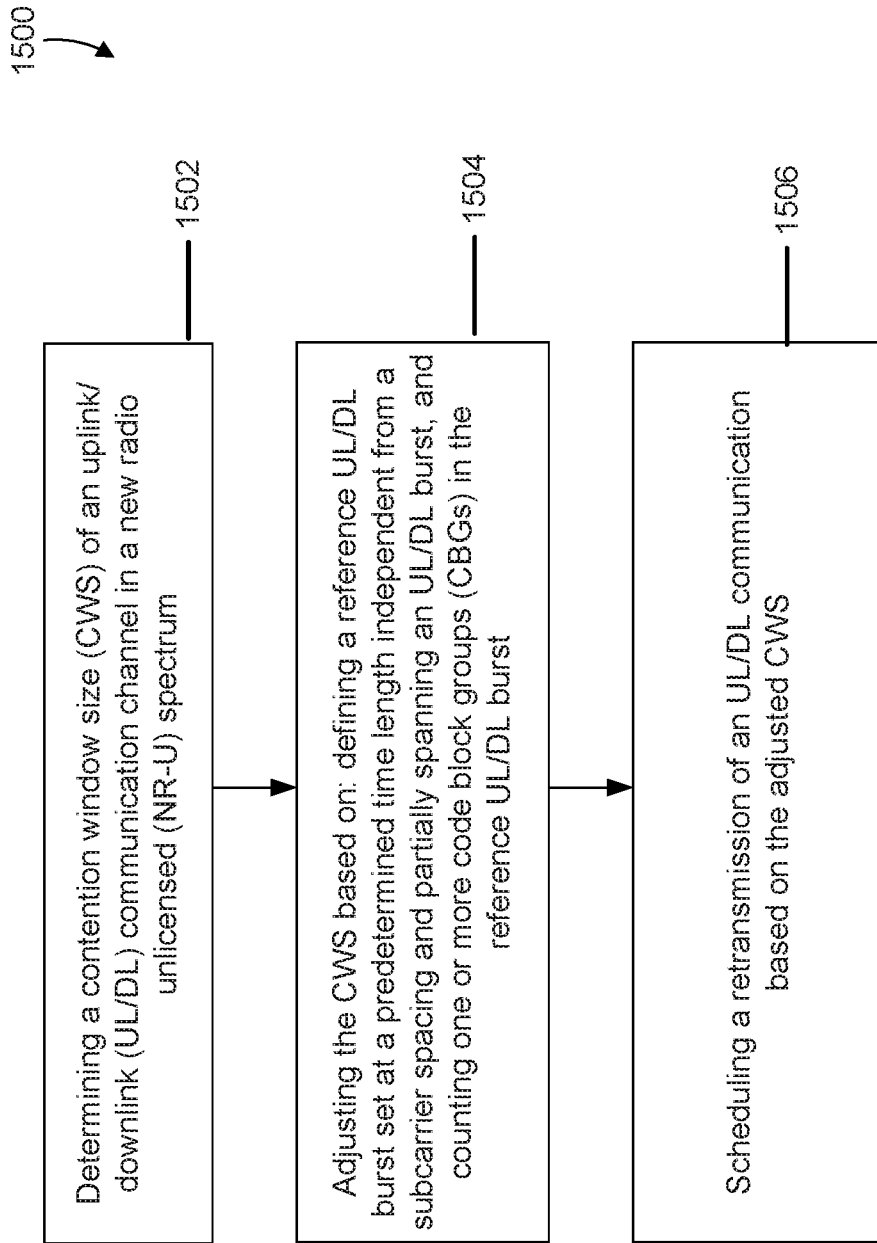 1500
Determining a contention window size (CWS) of an uplink/
downlink (UL/DL) communication channel in a new radio
unlicensed (NR-U) spectrum
1502
Adjusting the CWS based on: defining a reference UL/DL
burst set at a predetermined time length independent from a
subcarrier spacing and partially spanning an UL/DL burst, and
counting one or more code block groups (CBGs) in the
reference UL/DL burst
1504
Scheduling a retransmission of an UL/DL communication
based on the adjusted CWS
1506